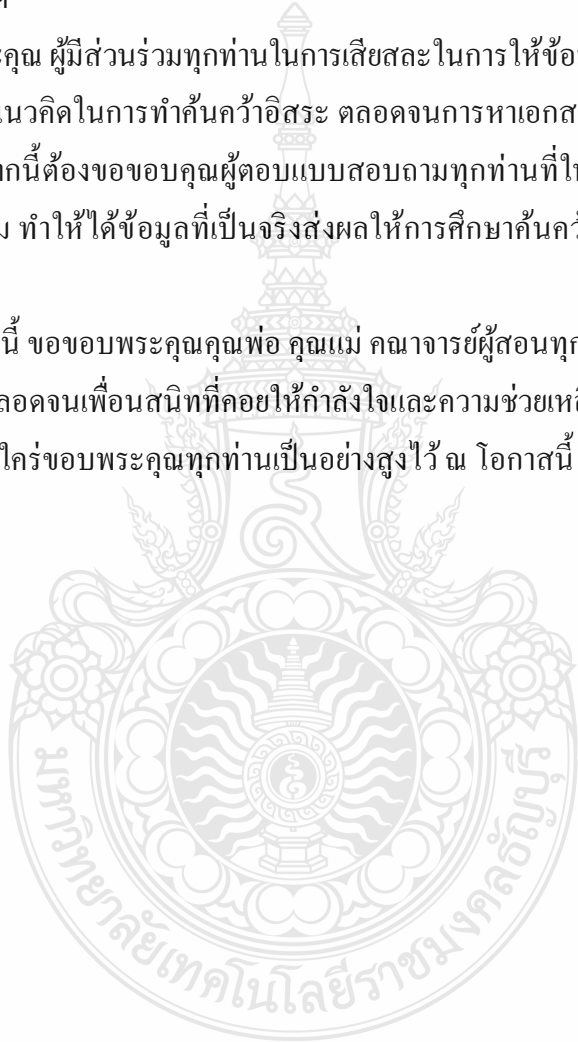 ะคุณ ผู้มีส่วนร่วมทุกท่านในการเสียสละในการให้ข้อ
แนวคิดในการทำค้นคว้าอิสระ ตลอดจนการหาเอกส
ากนี้ต้องขอขอบคุณผู้ตอบแบบสอบถามทุกท่านที่ใ
ม ทำให้ได้ข้อมูลที่เป็นจริงส่งผลให้การศึกษาค้นคว
นี้ ขอขอบพระคุณคุณพ่อ คุณแม่ คณาจารย์ผู้สอนทุก
ลอดจนเพื่อนสนิทที่คอยให้กำลังใจและความช่วยเหล
ใคร่ขอบพระคุณทุกท่านเป็นอย่างสูงไว้ ณ โอกาสนี้
มหาวิทยาลัยเทคโนโลยีราชมงคลธัญบุรี